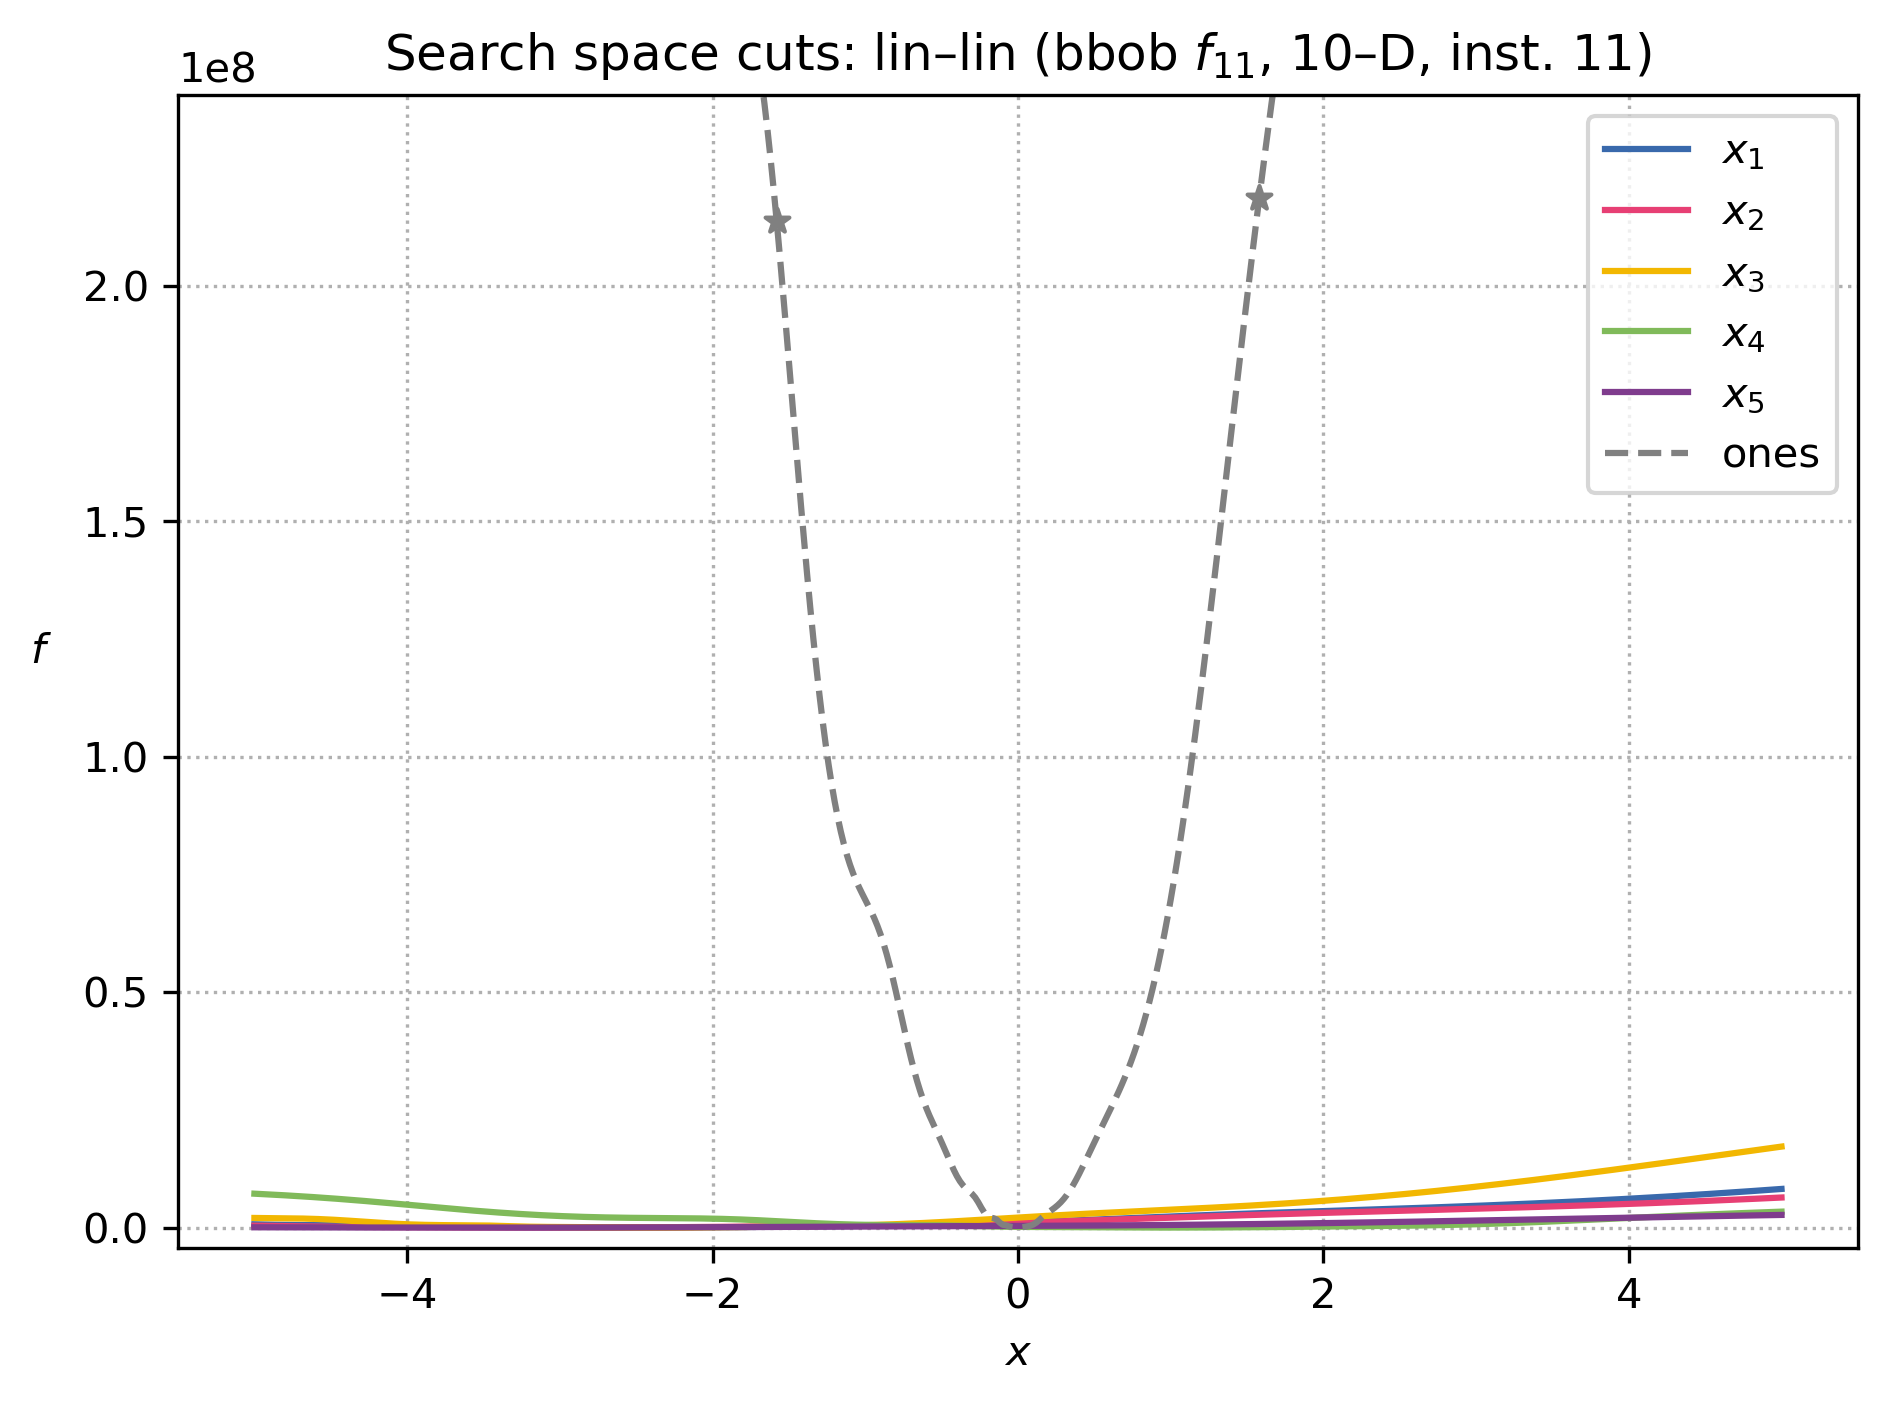 Search space cuts: lin–lin (bbob f₁₁, 10–D, inst. 11)
1e8
x₁
x₂
x₃
x₄
x₅
ones
2.0
1.5
1.0
0.5
0.0
f
−4 −2 0 2 4
x